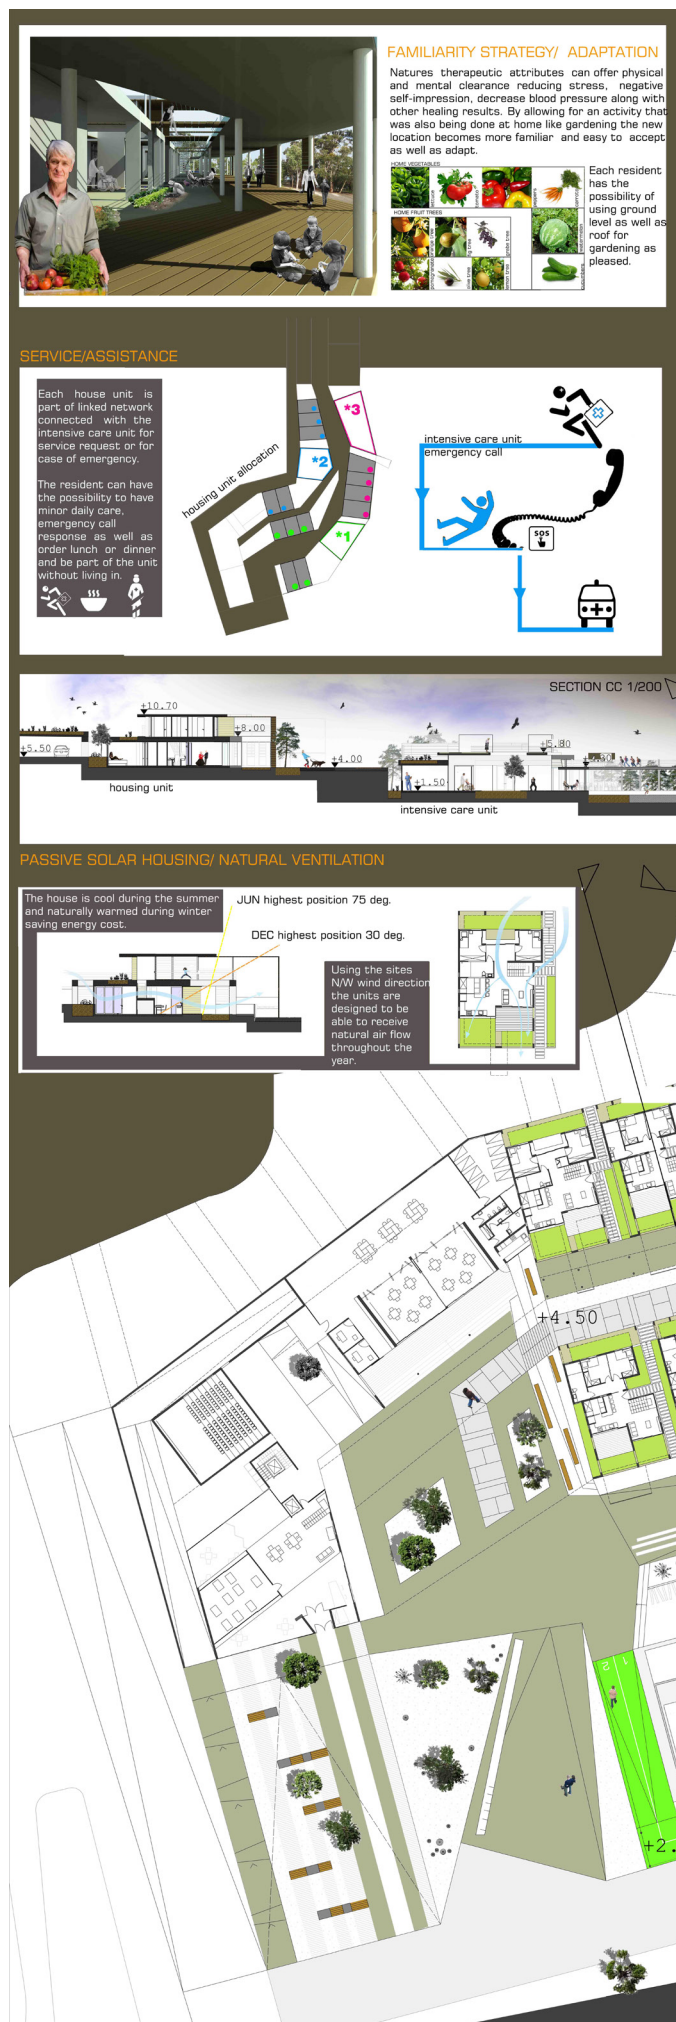 FAMILIARITY STRATEGY/ ADAPTATION
Natures therapeutic attributes can offer physical
and mental clearance reducing stress, negative
self-impression, decrease blood pressure along with
other healing results. By allowing for an activity that
was also being done at home like gardening the new
location becomes more familiar and easy to accept
as well as adapt.
HOME VEGETABLES
HOME FRUIT TREES
Each resident
has the
possibility of
using ground
level as well as
roof for
gardening as
pleased.
SERVICE/ASSISTANCE
Each house unit is
part of linked network
connected with the
intensive care unit for
service request or for
case of emergency.
The resident can have
the possibility to have
minor daily care,
emergency call
response as well as
order lunch or dinner
and be part of the unit
without living in.
housing unit allocation
*3
*2
*1
intensive care unit
emergency call
SOS
SECTION CC 1/200
+10.70
+8.00
+5.50
+4.00
+5.80
+1.50
housing unit
intensive care unit
PASSIVE SOLAR HOUSING/ NATURAL VENTILATION
The house is cool during the summer
and naturally warmed during winter
saving energy cost.
JUN highest position 75 deg.
DEC highest position 30 deg.
Using the sites
N/W wind direction
the units are
designed to be
able to receive
natural air flow
throughout the
year.
+4.50
1
2
+2.